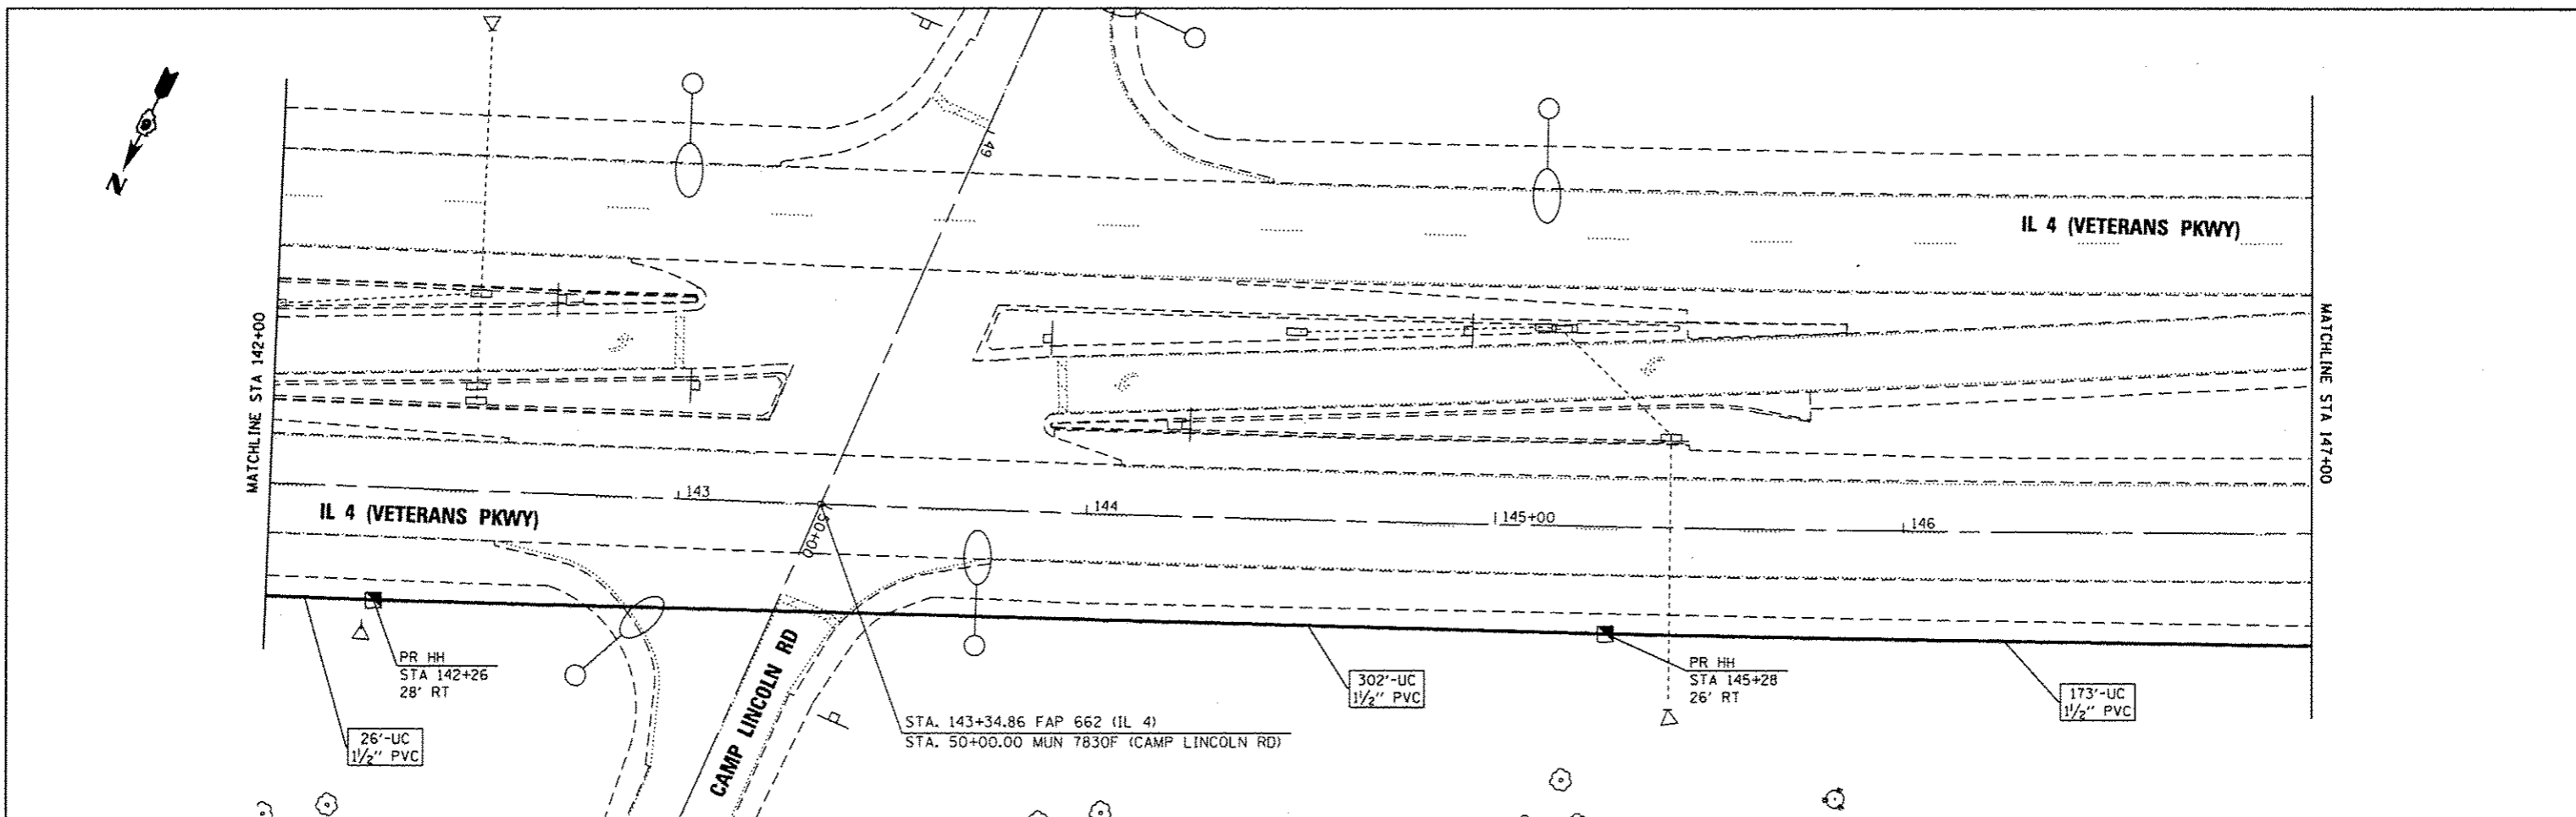 N
49
IL 4 (VETERANS PKWY)
MATCHLINE STA 142+00
MATCHLINE STA 147+00
143
144
145+00
146
IL 4 (VETERANS PKWY)
50+00
PR HH
STA 142+26
28' RT
26'-UC
1½" PVC
CAMP LINCOLN RD
STA. 143+34.86 FAP 662 (IL 4)
STA. 50+00.00 MUN 7830F (CAMP LINCOLN RD)
302'-UC
1½" PVC
PR HH
STA 145+28
26' RT
173'-UC
1½" PVC